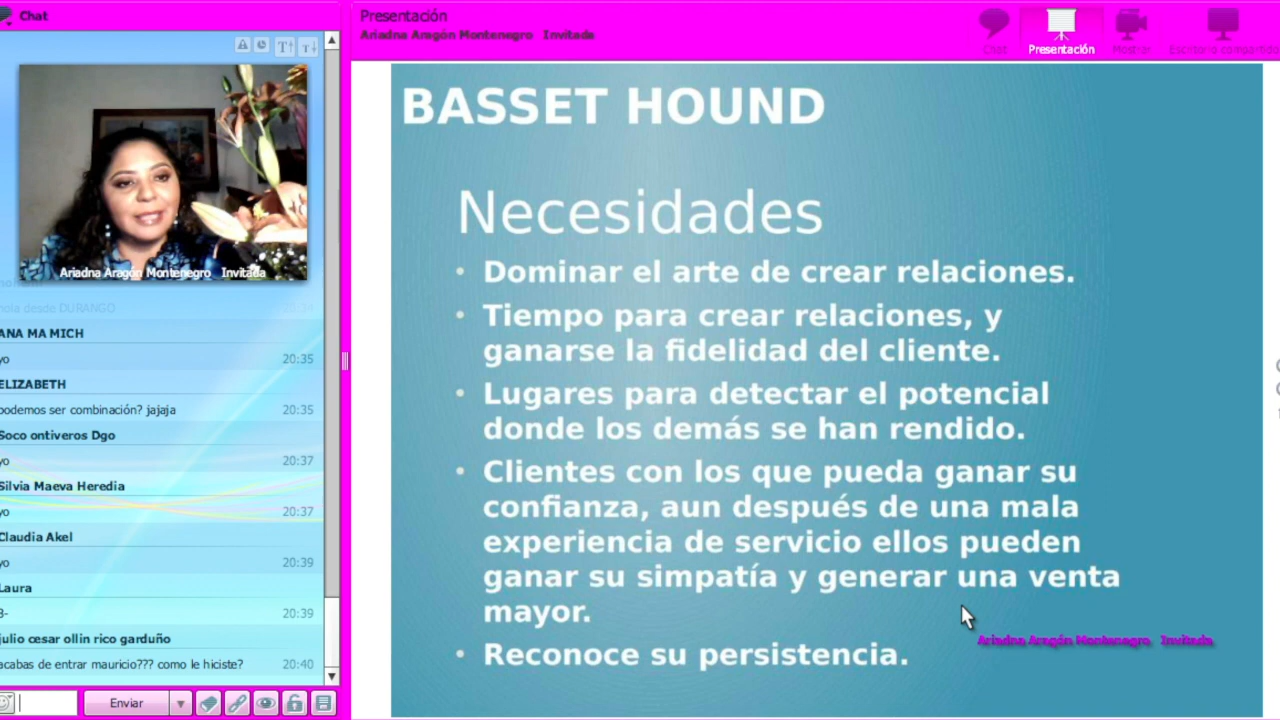 Chat
Ariadna Aragón Montenegro Invitada
hola desde DURANGO
ANA MA MICH
yo 20:35
ELIZABETH
podemos ser combinación? jajaja 20:35
Soco ontiveros Dgo
yo 20:37
Silvia Maeva Heredia
yo 20:37
Claudia Akel
yo 20:39
Laura
8- 20:39
julio cesar ollin rico garduño
acabas de entrar mauricio??? como le hiciste? 20:40
Enviar
Presentación
Ariadna Aragón Montenegro Invitada
Chat Presentación Mostrar Escritorio compartido
BASSET HOUND
Necesidades
• Dominar el arte de crear relaciones.
• Tiempo para crear relaciones, y
ganarse la fidelidad del cliente.
• Lugares para detectar el potencial
donde los demás se han rendido.
• Clientes con los que pueda ganar su
confianza, aun después de una mala
experiencia de servicio ellos pueden
ganar su simpatía y generar una venta
mayor.
Ariadna Aragón Montenegro Invitada
• Reconoce su persistencia.